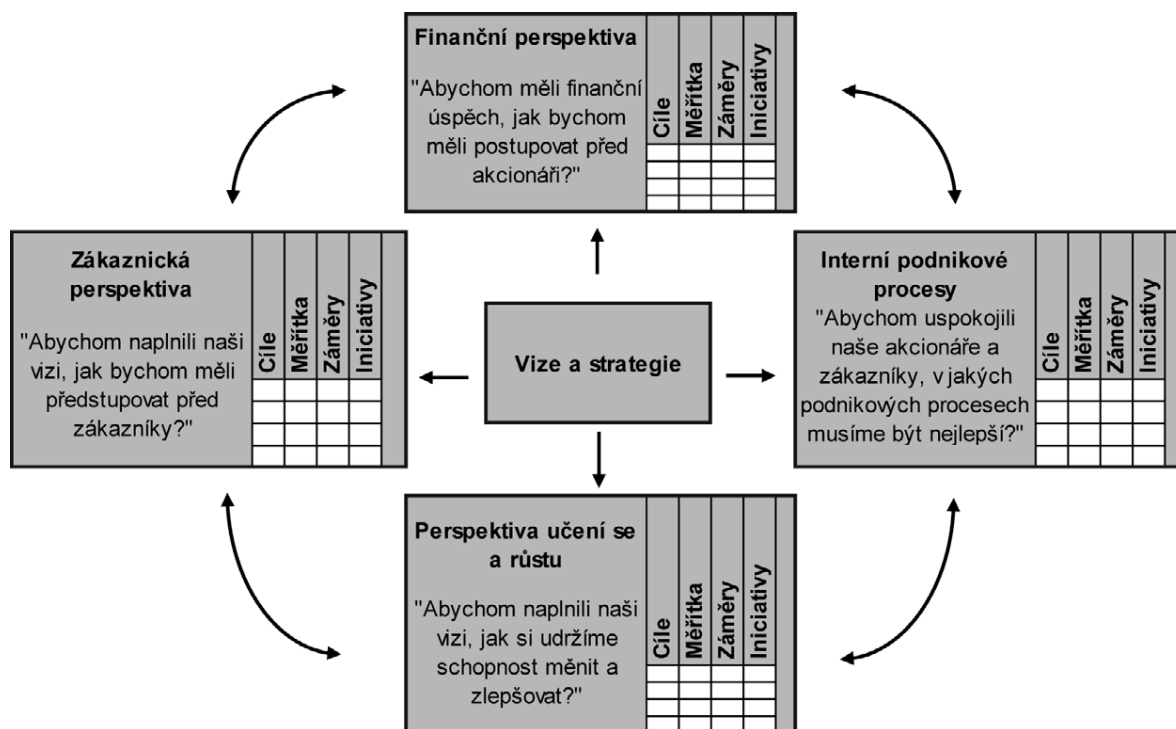 Finanční perspektiva
"Abychom měli finanční
úspěch, jak bychom
měli postupovat před
akcionáři?"
Cíle
Měřítka
Záměry
Iniciativy
Zákaznická
perspektiva
"Abychom naplnili naši
vizi, jak bychom měli
předstupovat před
zákazníky?"
Cíle
Měřítka
Záměry
Iniciativy
Vize a strategie
Interní podnikové
procesy
"Abychom uspokojili
naše akcionáře a
zákazníky, v jakých
podnikových procesech
musíme být nejlepší?"
Cíle
Měřítka
Záměry
Iniciativy
Perspektiva učení se
a růstu
"Abychom naplnili naši
vizi, jak si udržíme
schopnost měnit a
zlepšovat?"
Cíle
Měřítka
Záměry
Iniciativy